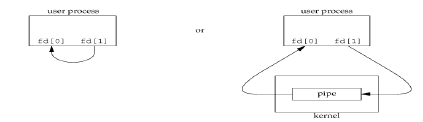 user process
fd[0] fd[1]
or
user process
fd[0] fd[1]
pipe
kernel